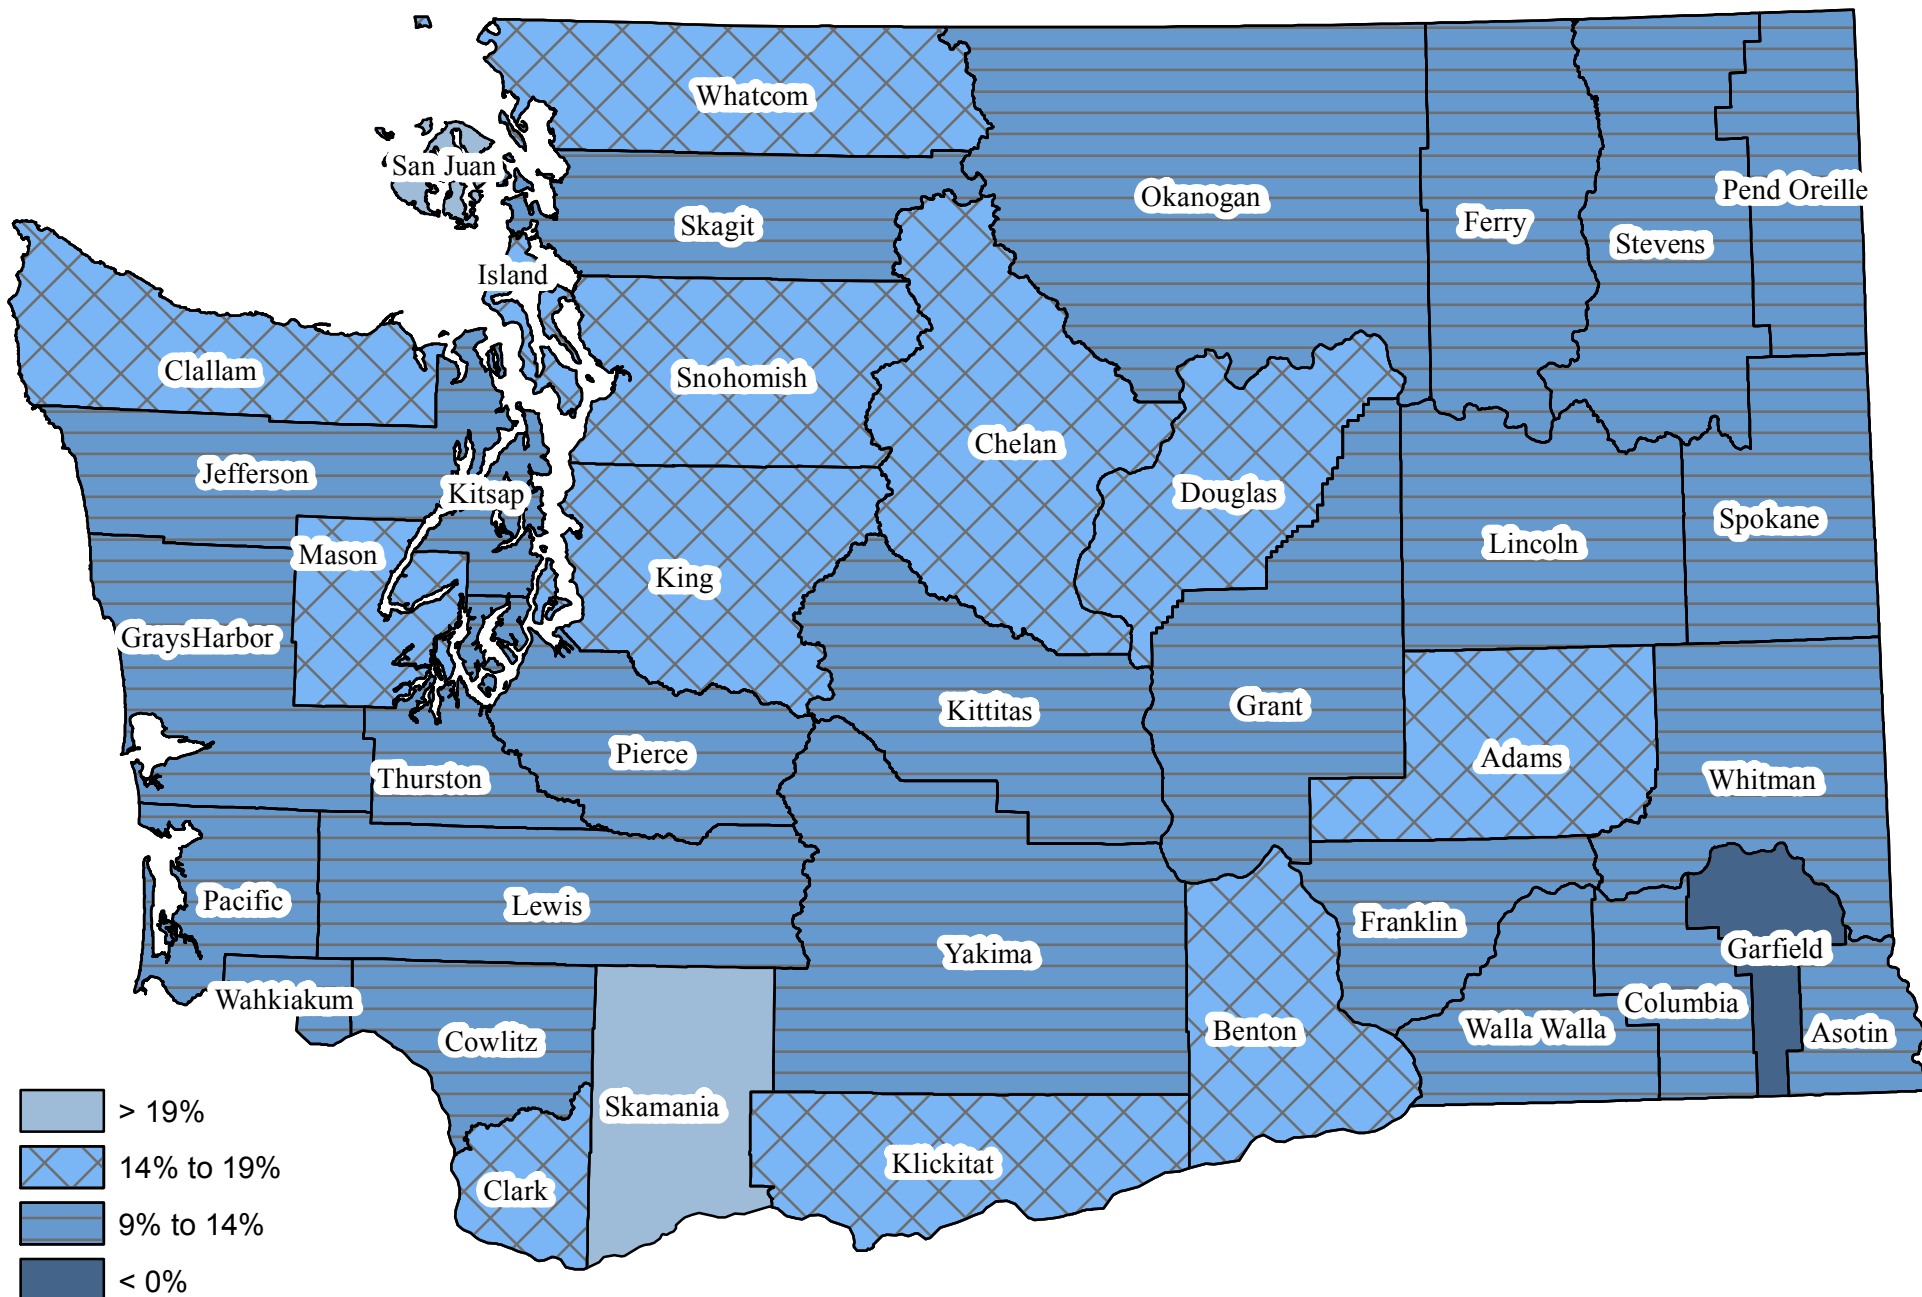 Whatcom
San Juan
Skagit
Okanogan
Ferry
Stevens
Pend Oreille
Island
Clallam
Snohomish
Chelan
Jefferson
Kitsap
Douglas
Mason
King
Lincoln
Spokane
GraysHarbor
Kittitas
Grant
Pierce
Thurston
Adams
Whitman
Pacific
Lewis
Yakima
Franklin
Garfield
Wahkiakum
Cowlitz
Benton
Walla Walla
Columbia
Asotin
Skamania
Klickitat
Clark
> 19%
14% to 19%
9% to 14%
< 0%